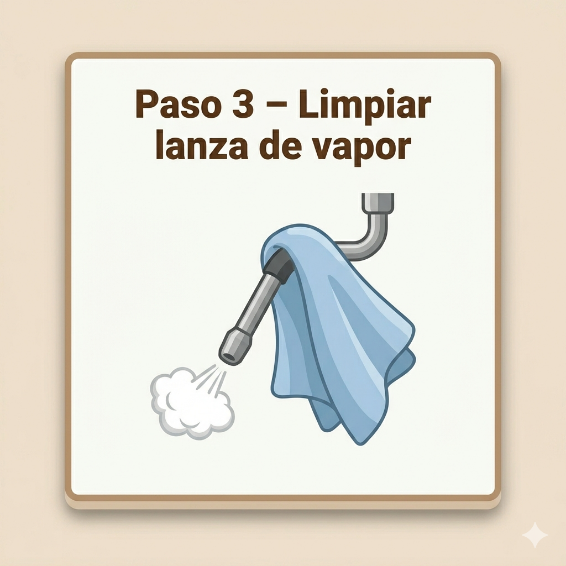 Paso 3 – Limpiar
lanza de vapor